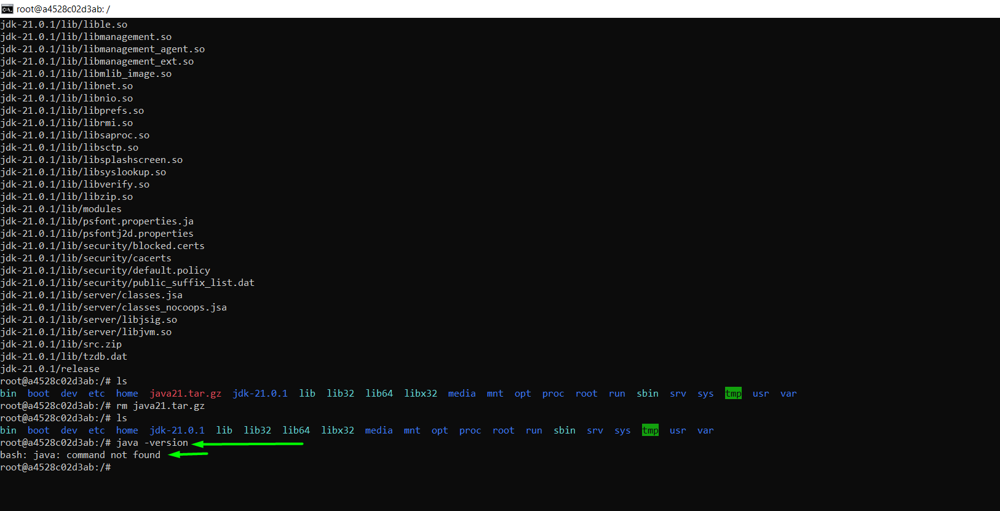 root@a4528c02d3ab: /
jdk-21.0.1/lib/lible.so
jdk-21.0.1/lib/libmanagement.so
jdk-21.0.1/lib/libmanagement_agent.so
jdk-21.0.1/lib/libmanagement_ext.so
jdk-21.0.1/lib/libmlib_image.so
jdk-21.0.1/lib/libnet.so
jdk-21.0.1/lib/libnio.so
jdk-21.0.1/lib/libprefs.so
jdk-21.0.1/lib/librmi.so
jdk-21.0.1/lib/libsaproc.so
jdk-21.0.1/lib/libsctp.so
jdk-21.0.1/lib/libsplashscreen.so
jdk-21.0.1/lib/libsyslookup.so
jdk-21.0.1/lib/libverify.so
jdk-21.0.1/lib/libzip.so
jdk-21.0.1/lib/modules
jdk-21.0.1/lib/psfont.properties.ja
jdk-21.0.1/lib/psfontj2d.properties
jdk-21.0.1/lib/security/blocked.certs
jdk-21.0.1/lib/security/cacerts
jdk-21.0.1/lib/security/default.policy
jdk-21.0.1/lib/security/public_suffix_list.dat
jdk-21.0.1/lib/server/classes.jsa
jdk-21.0.1/lib/server/classes_nocoops.jsa
jdk-21.0.1/lib/server/libjsig.so
jdk-21.0.1/lib/server/libjvm.so
jdk-21.0.1/lib/src.zip
jdk-21.0.1/lib/tzdb.dat
jdk-21.0.1/release
root@a4528c02d3ab:/# ls
bin  boot  dev  etc  home  java21.tar.gz  jdk-21.0.1  lib  lib32  lib64  libx32  media  mnt  opt  proc  root  run  sbin  srv  sys  tmp  usr  var
root@a4528c02d3ab:/# rm java21.tar.gz
root@a4528c02d3ab:/# ls
bin  boot  dev  etc  home  jdk-21.0.1  lib  lib32  lib64  libx32  media  mnt  opt  proc  root  run  sbin  srv  sys  tmp  usr  var
root@a4528c02d3ab:/# java -version
bash: java: command not found
root@a4528c02d3ab:/#